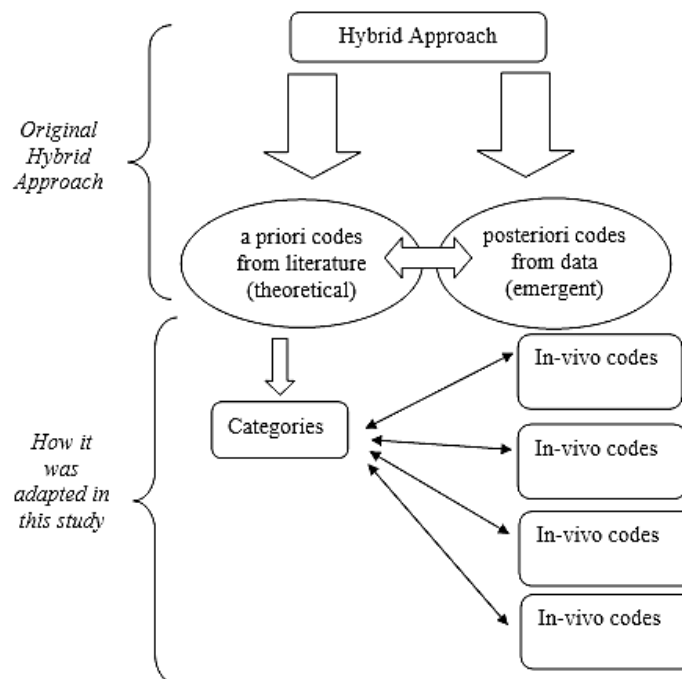 Hybrid Approach
Original
Hybrid
Approach
a priori codes
from literature
(theoretical)
posteriori codes
from data
(emergent)
How it
was
adapted in
this study
Categories
In-vivo codes
In-vivo codes
In-vivo codes
In-vivo codes